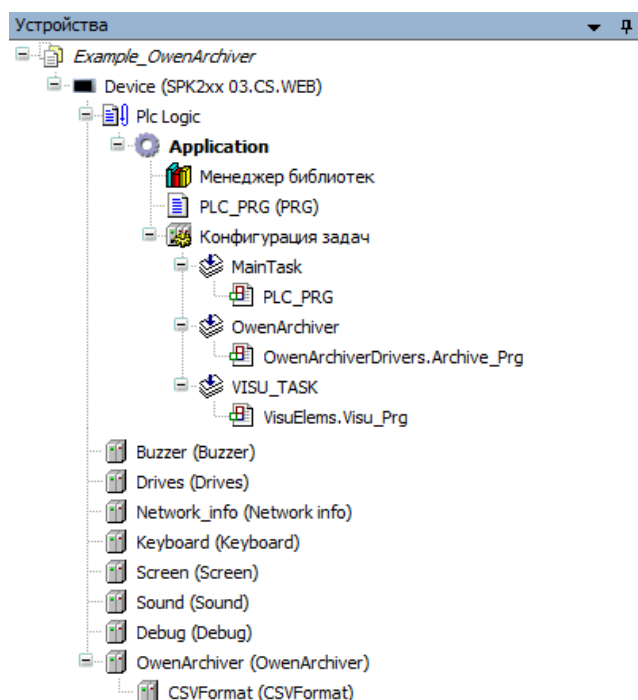 Устройства
Example_OwenArchiver
Device (SPK2xx 03.CS.WEB)
Plc Logic
Application
Менеджер библиотек
PLC_PRG (PRG)
Конфигурация задач
MainTask
PLC_PRG
OwenArchiver
OwenArchiverDrivers.Archive_Prg
VISU_TASK
VisuElems.Visu_Prg
Buzzer (Buzzer)
Drives (Drives)
Network_info (Network info)
Keyboard (Keyboard)
Screen (Screen)
Sound (Sound)
Debug (Debug)
OwenArchiver (OwenArchiver)
CSVFormat (CSVFormat)